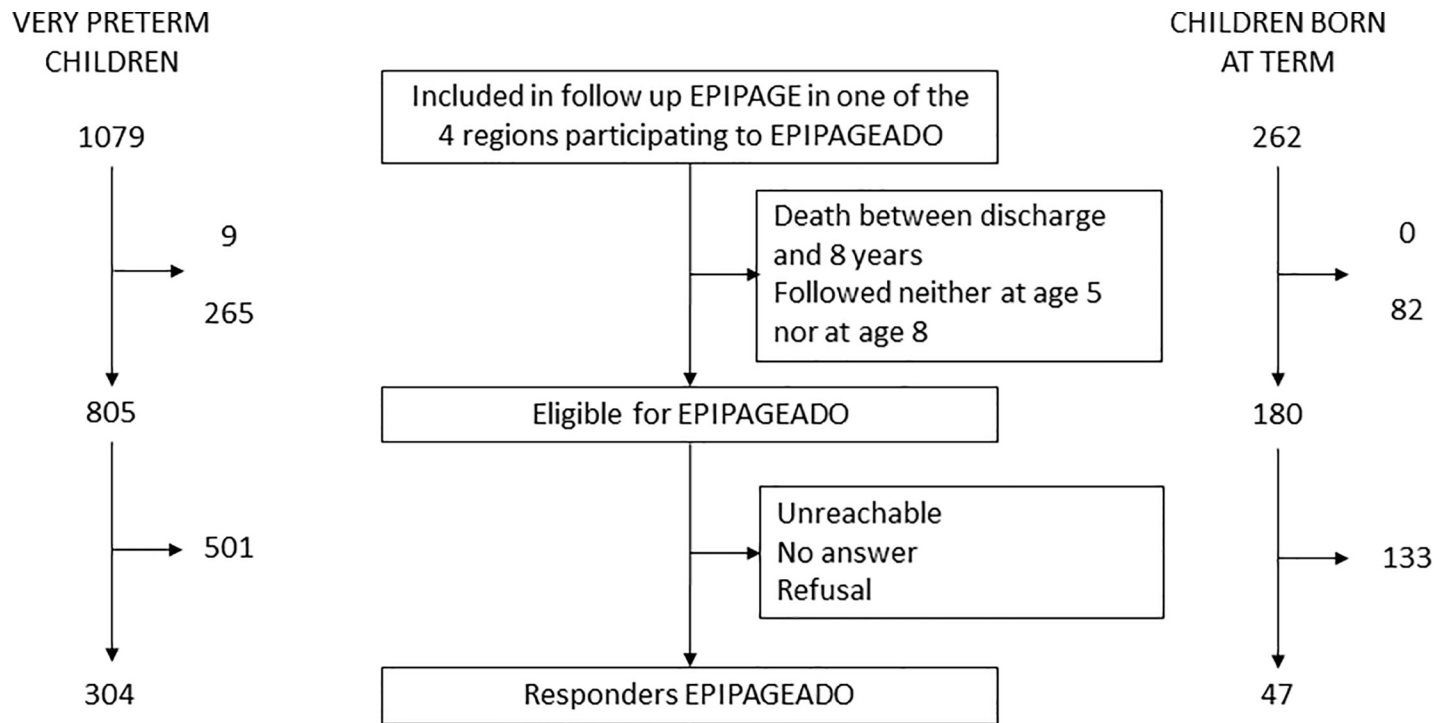 VERY PRETERM
CHILDREN
CHILDREN BORN
AT TERM
Included in follow up EPIPAGE in one of the
4 regions participating to EPIPAGEADO
1079
262
Death between discharge
and 8 years
Followed neither at age 5
nor at age 8
9
265
0
82
805
Eligible for EPIPAGEADO
180
Unreachable
No answer
Refusal
501
133
304
Responders EPIPAGEADO
47